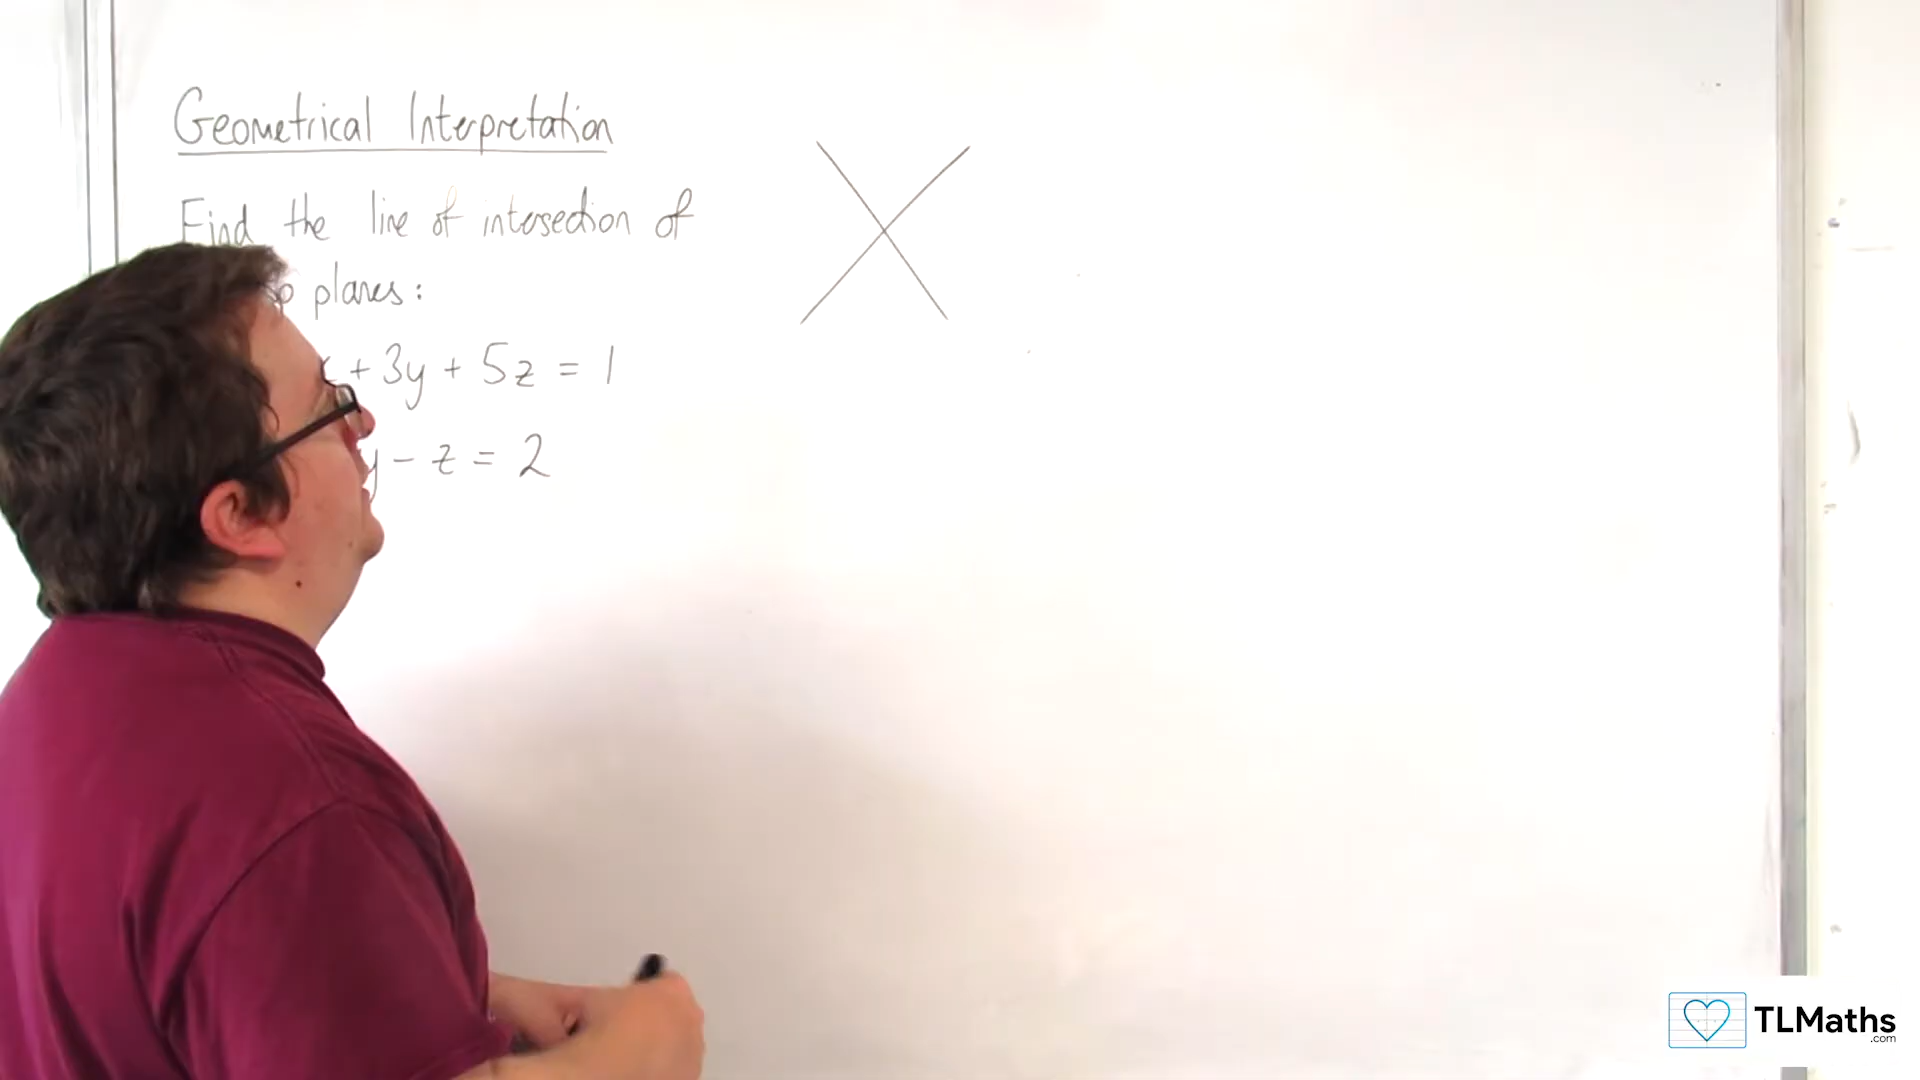 Geometrical Interpretation
Find the line of intersection of
planes:
+ 3y + 5z = 1
y - z = 2
TLMaths
.com